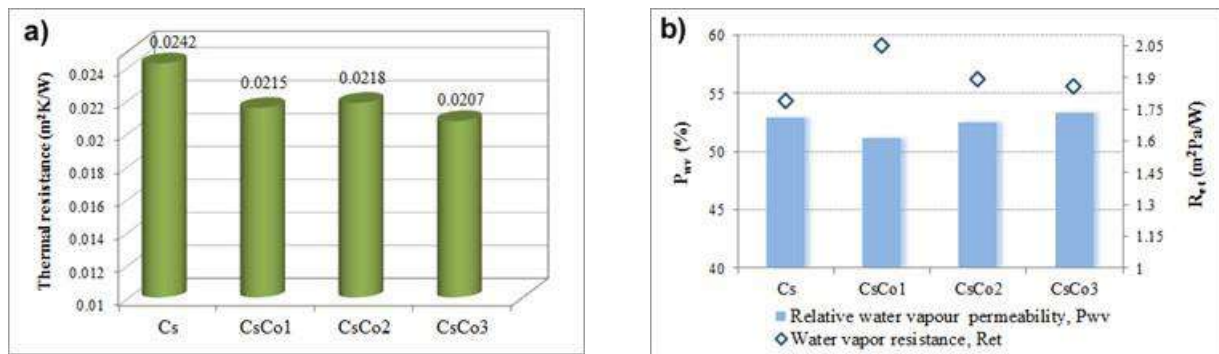 a)
Thermal resistance (m²K/W)
0.024
0.022
0.02
0.018
0.016
0.014
0.012
0.01
0.0242
0.0215
0.0218
0.0207
Cs
CsCo1
CsCo2
CsCo3
b)
P_wv (%)
60
55
50
45
40
2.05
1.9
1.75
1.6
1.45
1.3
1.15
1
R_et (m²Pa/W)
Cs
CsCo1
CsCo2
CsCo3
Relative water vapour permeability, Pwv
Water vapor resistance, Ret